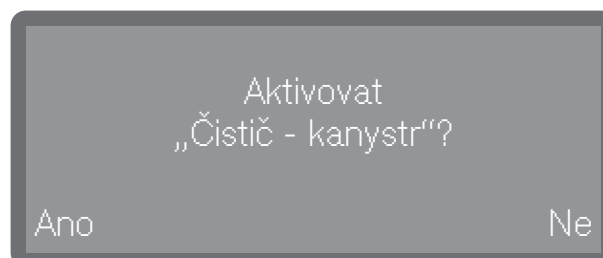 Aktivovat
„Čistič - kanystr“?
Ano Ne